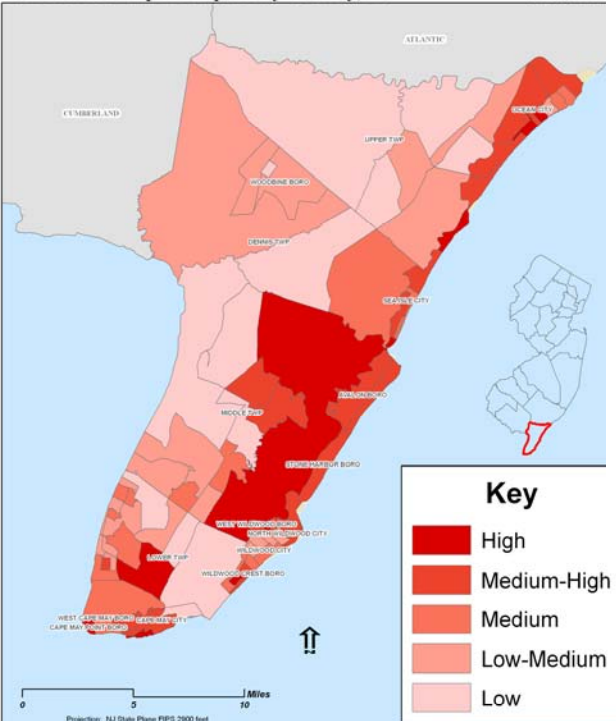 ATLANTIC
CUMBERLAND
OCEAN CITY
UPPER TWP
WOODBINE BORO
DENNIS TWP
SEA ISLE CITY
AVALON BORO
MIDDLE TWP
STONE HARBOR BORO
WEST WILDWOOD BORO
NORTH WILDWOOD CITY
WILDWOOD CITY
LOWER TWP
WILDWOOD CREST BORO
WEST CAPE MAY BORO
CAPE MAY CITY
CAPE MAY POINT BORO
Key
High
Medium-High
Medium
Low-Medium
Low
Miles
0 5 10
Projection: NJ State Plane FIPS 2900 feet